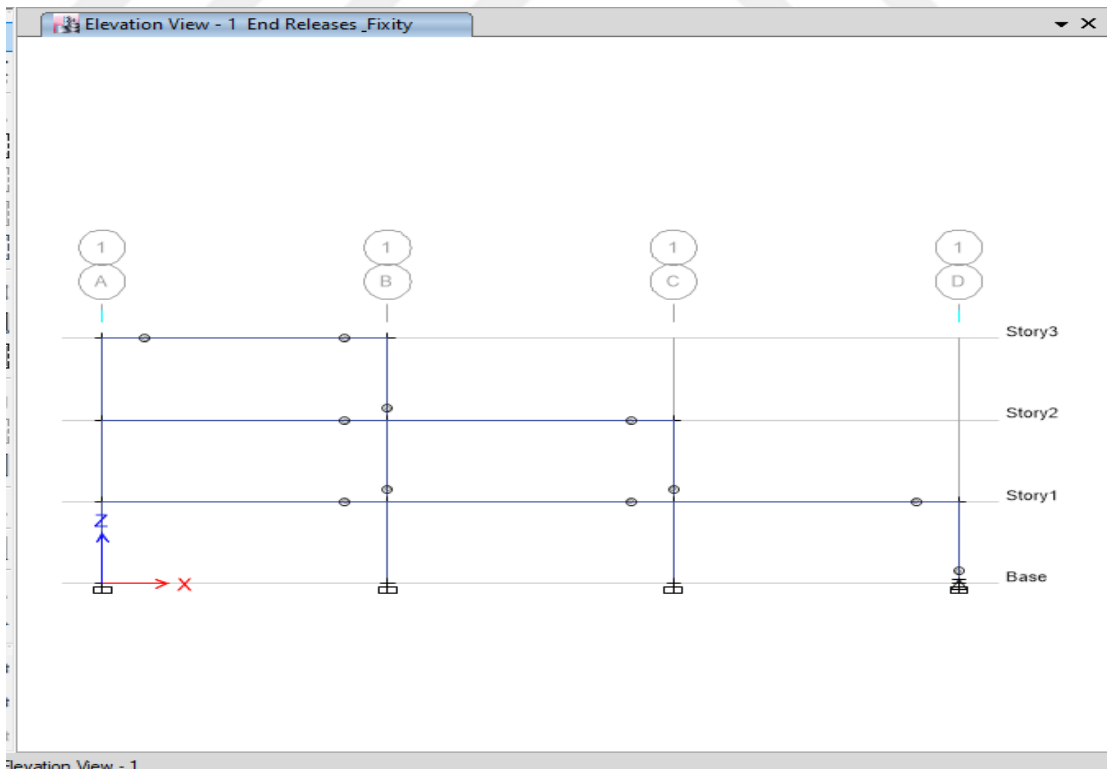 Elevation View - 1 End Releases _Fixity
1 1 1 1
A B C D
Story3
Story2
Story1
Z
X
Base
Elevation View - 1